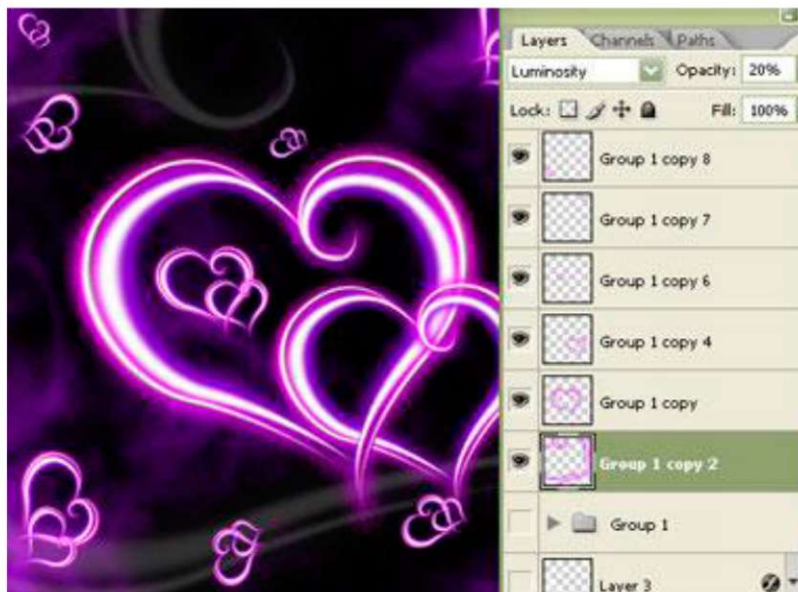 Layers Channels Paths
Luminosity Opacity: 20%
Lock: Fill: 100%
Group 1 copy 8
Group 1 copy 7
Group 1 copy 6
Group 1 copy 4
Group 1 copy
Group 1 copy 2
Group 1
Layer 3